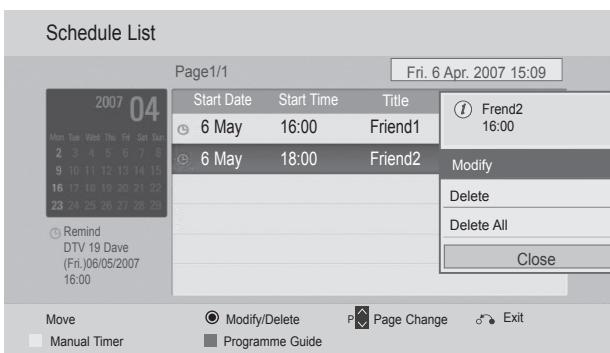 Schedule List
Page1/1
Fri. 6 Apr. 2007 15:09
2007 04
Mon Tue Wed Thu Fri Sat Sun
2 3 4 5 6 7 8
9 10 11 12 13 14 15
16 17 18 19 20 21 22
23 24 25 26 27 28 29
Remind
DTV 19 Dave
(Fri.)06/05/2007
16:00
Start Date Start Time Title
6 May 16:00 Friend1
6 May 18:00 Friend2
i Frend2
16:00
Modify
Delete
Delete All
Close
Move Modify/Delete P Page Change Exit
Manual Timer Programme Guide